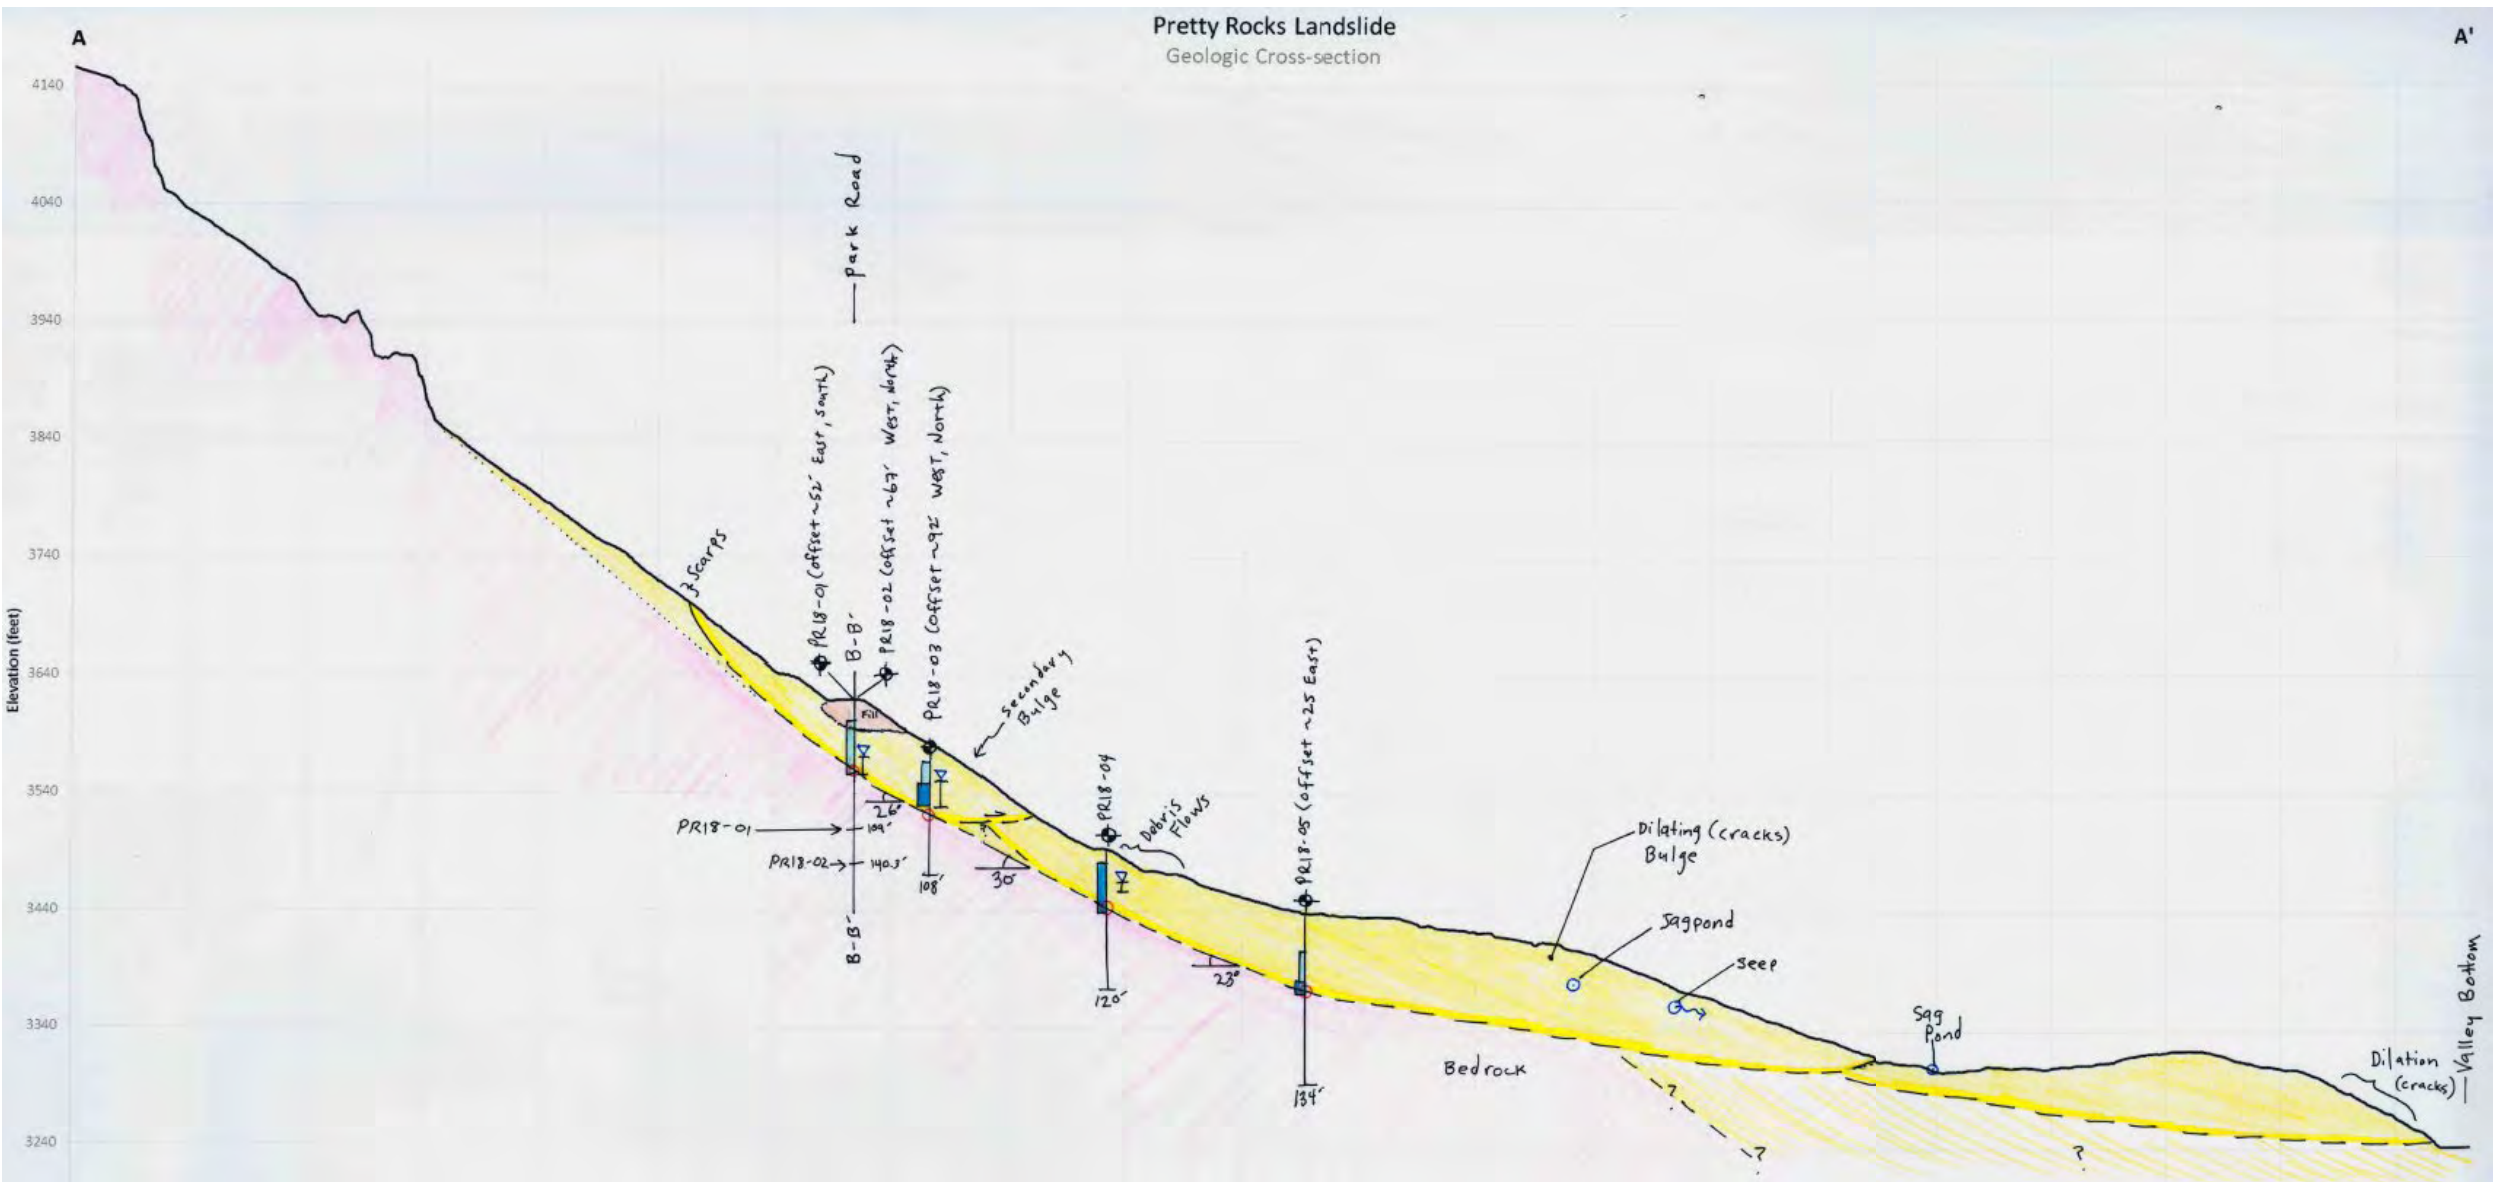 Pretty Rocks Landslide
Geologic Cross-section
A
A'
Elevation (feet)
4140
4040
3940
3840
3740
3640
3540
3440
3340
3240
Park Road
Scarps
PR18-01 (offset ~52' East, South)
B-B'
PR18-02 (offset ~67' West, North)
PR18-03 (offset ~92' West, North)
Fill
Secondary
Bulge
26°
PR18-01
109'
PR18-02
140.3'
108'
30°
B-B'
PR18-04
Debris
Flows
120'
23°
PR18-05 (offset ~25 East)
134'
Dilating (cracks)
Bulge
Sagpond
Seep
Bedrock
?
?
?
Sag
Pond
Dilation
(cracks)
Valley Bottom